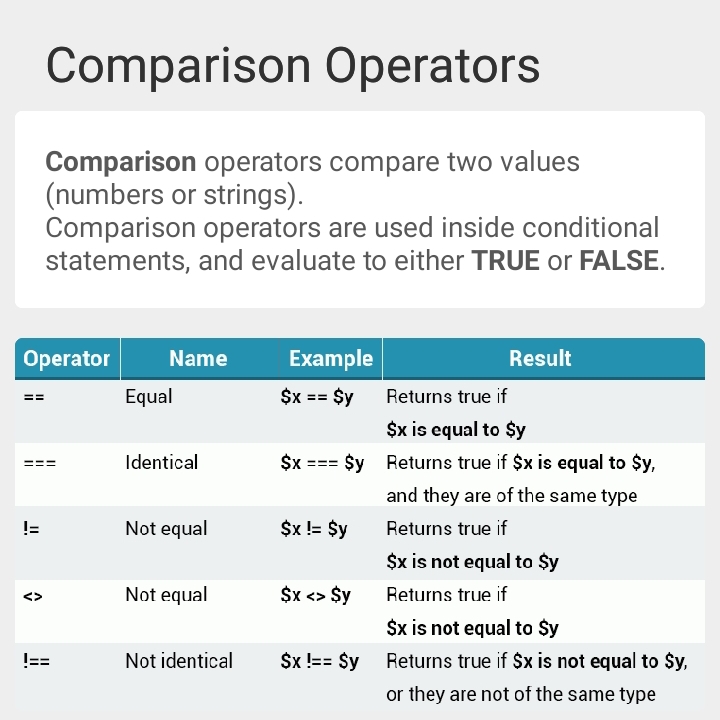 Comparison Operators
Comparison operators compare two values
(numbers or strings).
Comparison operators are used inside conditional
statements, and evaluate to either TRUE or FALSE.
Operator Name Example Result
== Equal $x == $y Returns true if
$x is equal to $y
=== Identical $x === $y Returns true if $x is equal to $y,
and they are of the same type
!= Not equal $x != $y Returns true if
$x is not equal to $y
<> Not equal $x <> $y Returns true if
$x is not equal to $y
!== Not identical $x !== $y Returns true if $x is not equal to $y,
or they are not of the same type